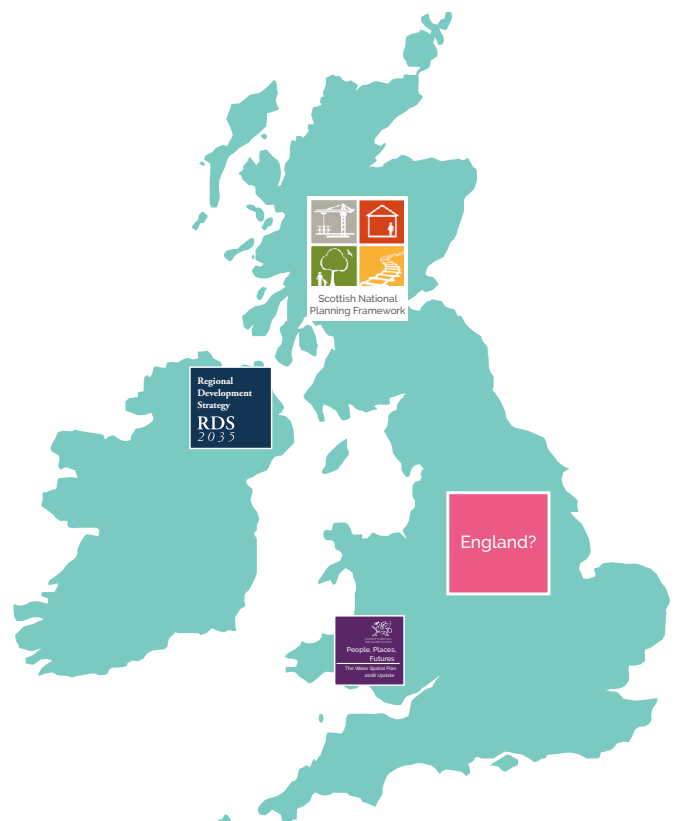 Scottish National
Planning Framework
Regional
Development
Strategy
RDS
2035
England?
People, Places,
Futures
The Wales Spatial Plan
2008 Update